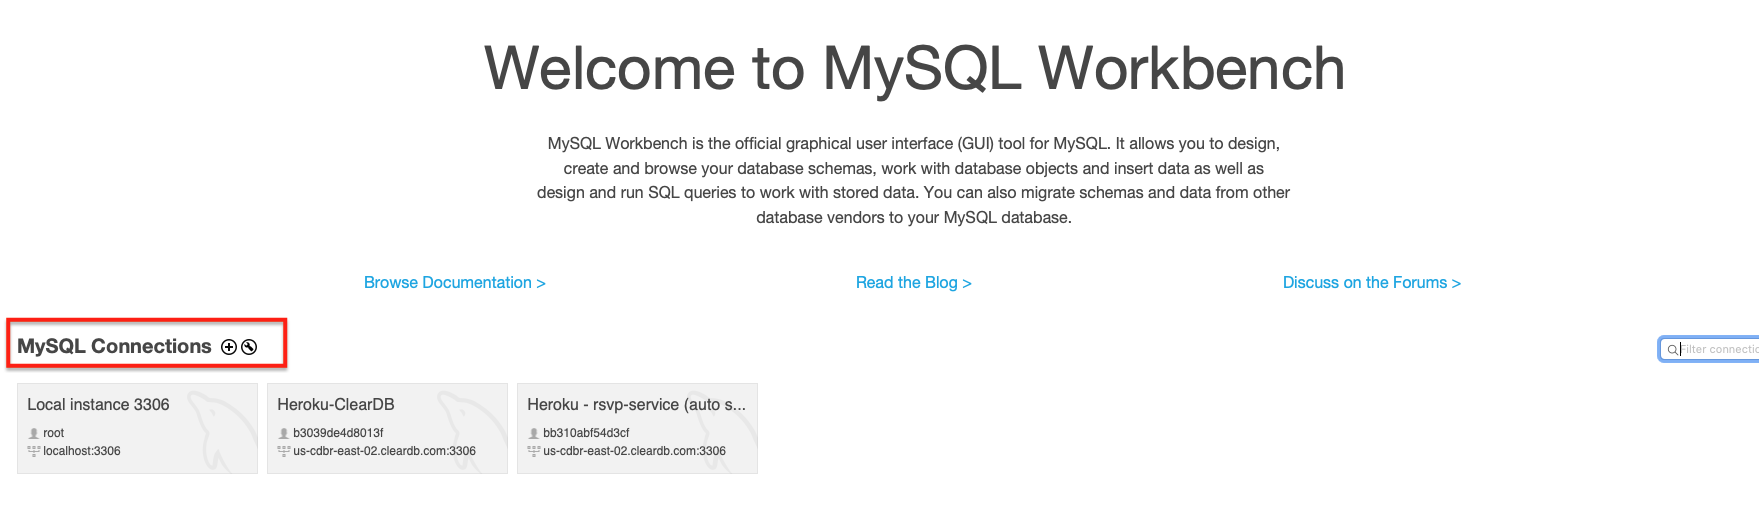 Welcome to MySQL Workbench
MySQL Workbench is the official graphical user interface (GUI) tool for MySQL. It allows you to design,
create and browse your database schemas, work with database objects and insert data as well as
design and run SQL queries to work with stored data. You can also migrate schemas and data from other
database vendors to your MySQL database.
Browse Documentation > Read the Blog > Discuss on the Forums >
MySQL Connections
Filter connectio
Local instance 3306
root
localhost:3306
Heroku-ClearDB
b3039de4d8013f
us-cdbr-east-02.cleardb.com:3306
Heroku - rsvp-service (auto s...
bb310abf54d3cf
us-cdbr-east-02.cleardb.com:3306